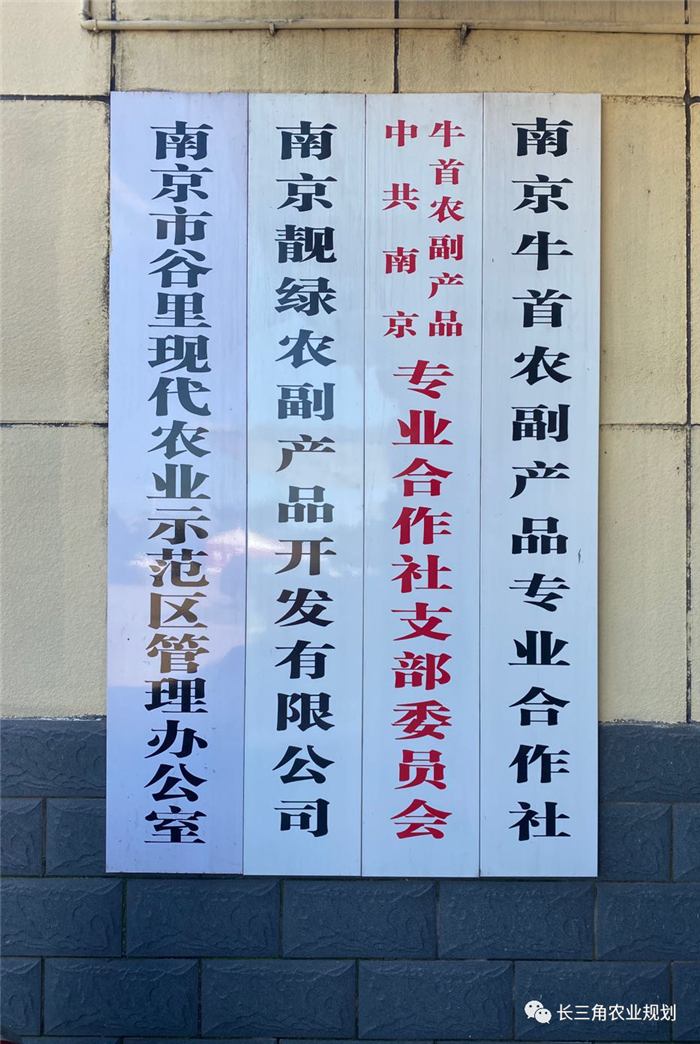 南京牛首农副产品专业合作社
中共南京
牛首农副产品
专业合作社支部委员会
南京靓绿农副产品开发有限公司
南京市谷里现代农业示范区管理办公室
长三角农业规划